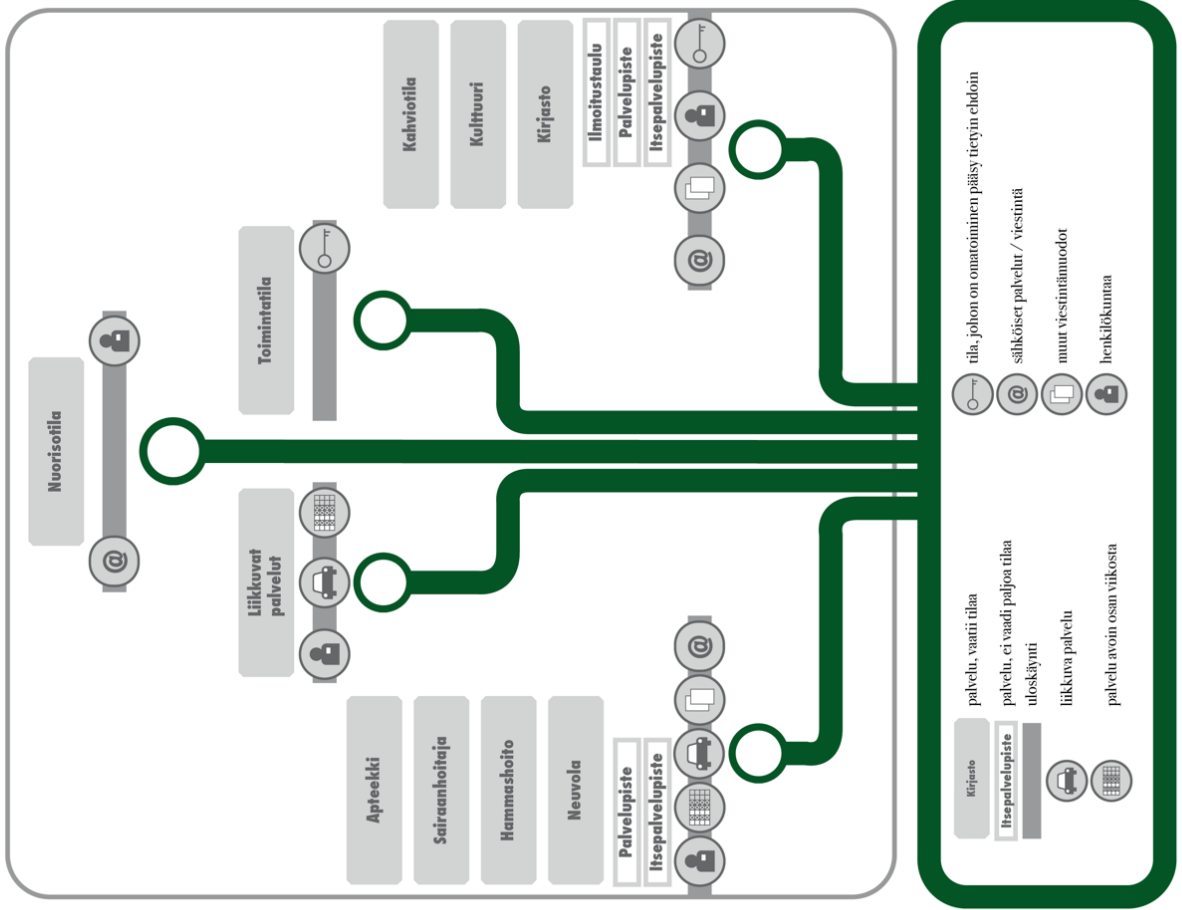 Nuorisotila
Liikkuvat
palvelut
Toimintatila
Apteekki
Sairaanhoitaja
Hammashoito
Neuvola
Palvelupiste
Itsepalvelupiste
Kahviotila
Kulttuuri
Kirjasto
Ilmoitustaulu
Palvelupiste
Itsepalvelupiste
Kirjasto
palvelu, vaatii tilaa
Itsepalvelupiste
palvelu, ei vaadi paljoa tilaa
uloskäynti
liikkuva palvelu
palvelu avoin osan viikosta
tila, johon on omatoiminen pääsy tietyin ehdoin
sähköiset palvelut / viestintä
muut viestintämuodot
henkilökuntaa